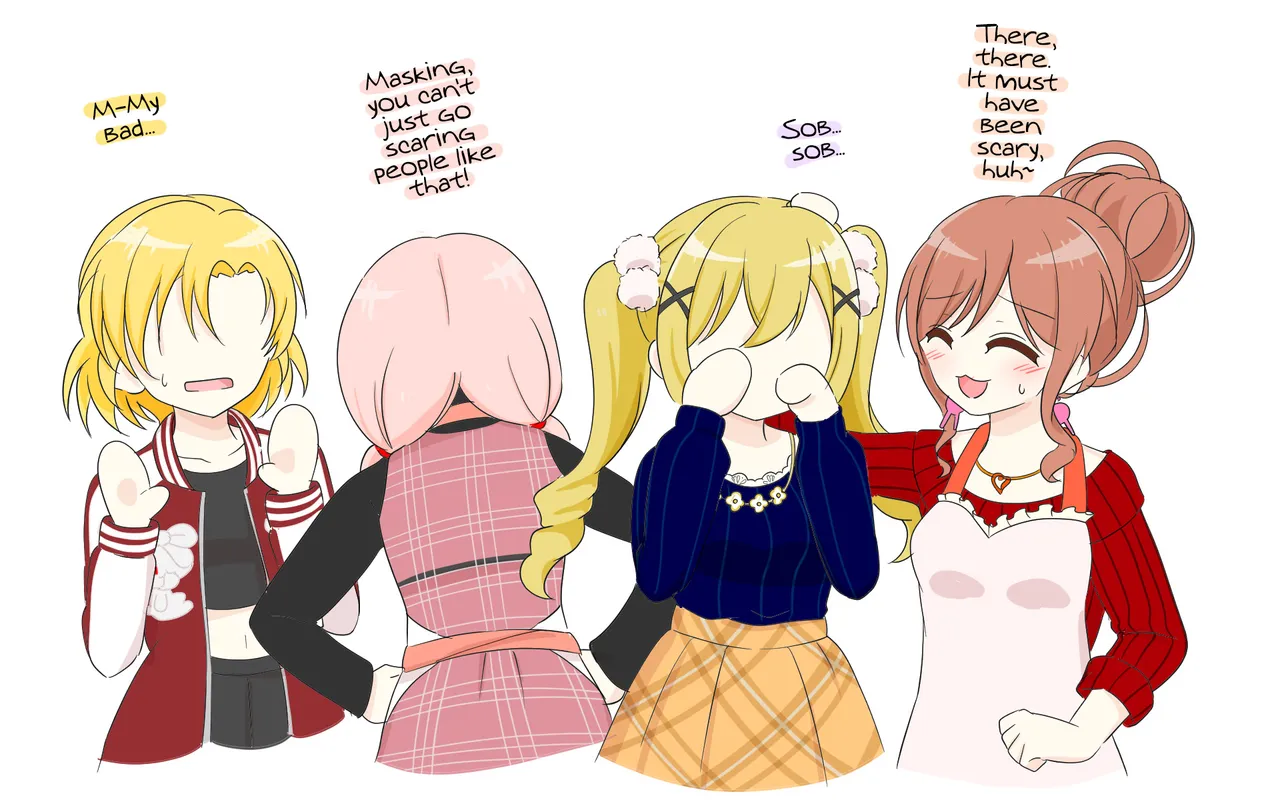 M-My
Bad...
Masking,
you can't
just go
scaring
people like
that!
Sob...
sob...
There,
there.
It must
have
been
scary,
huh~